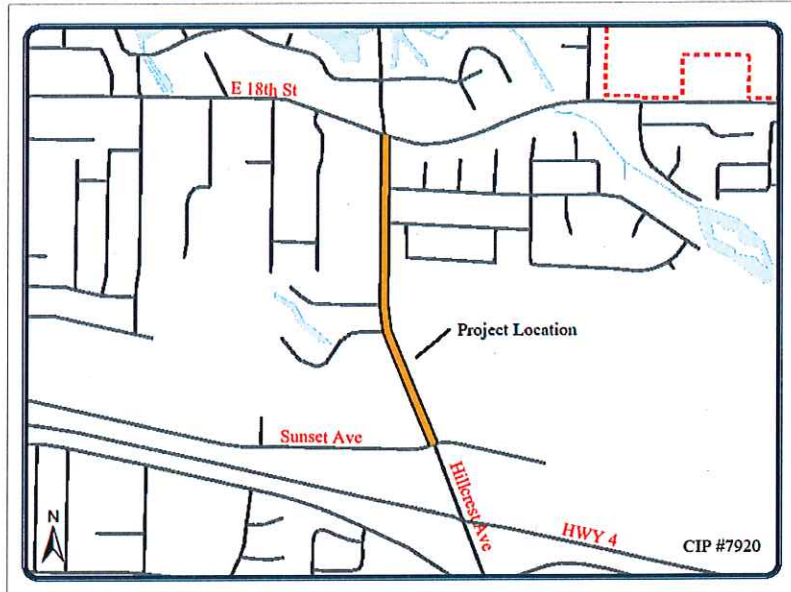 E 18th St
Project Location
Sunset Ave
Hillcrest Ave
HWY 4
N
CIP #7920